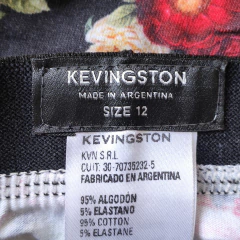 KEVINGSTON
MADE IN ARGENTINA
SIZE 12
KEVINGSTON
KVN S.R.L
CUIT: 30-70735232-5
FABRICADO EN ARGENTINA
95% ALGODÓN
5% ELASTANO
95% COTTON
5% ELASTANE